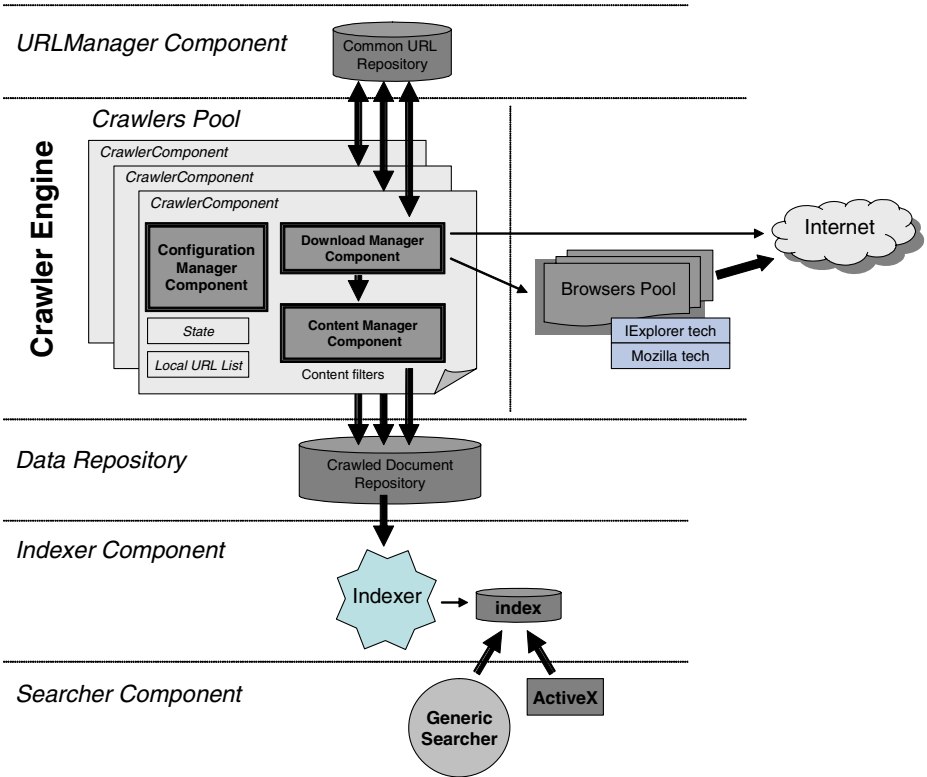 URLManager Component
Common URL
Repository
Crawler Engine
Crawlers Pool
CrawlerComponent
CrawlerComponent
CrawlerComponent
Configuration
Manager
Component
Download Manager
Component
State
Local URL List
Content Manager
Component
Content filters
Internet
Browsers Pool
IExplorer tech
Mozilla tech
Data Repository
Crawled Document
Repository
Indexer Component
Indexer
index
Searcher Component
Generic
Searcher
ActiveX